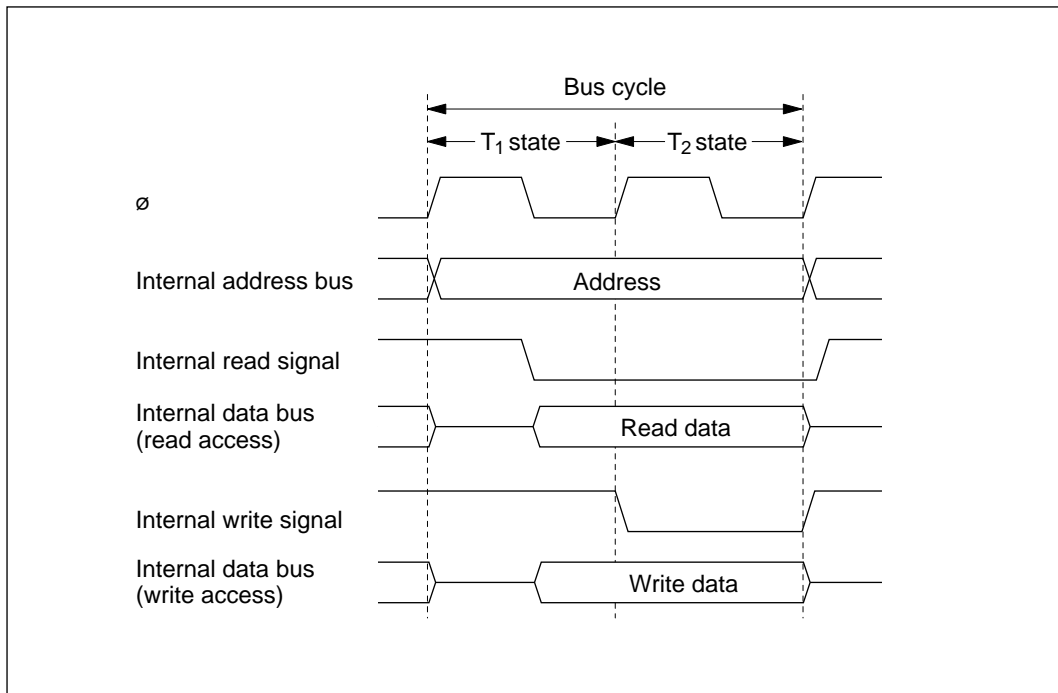 Bus cycle
T₁ state
T₂ state
ø
Internal address bus
Address
Internal read signal
Internal data bus
(read access)
Read data
Internal write signal
Internal data bus
(write access)
Write data